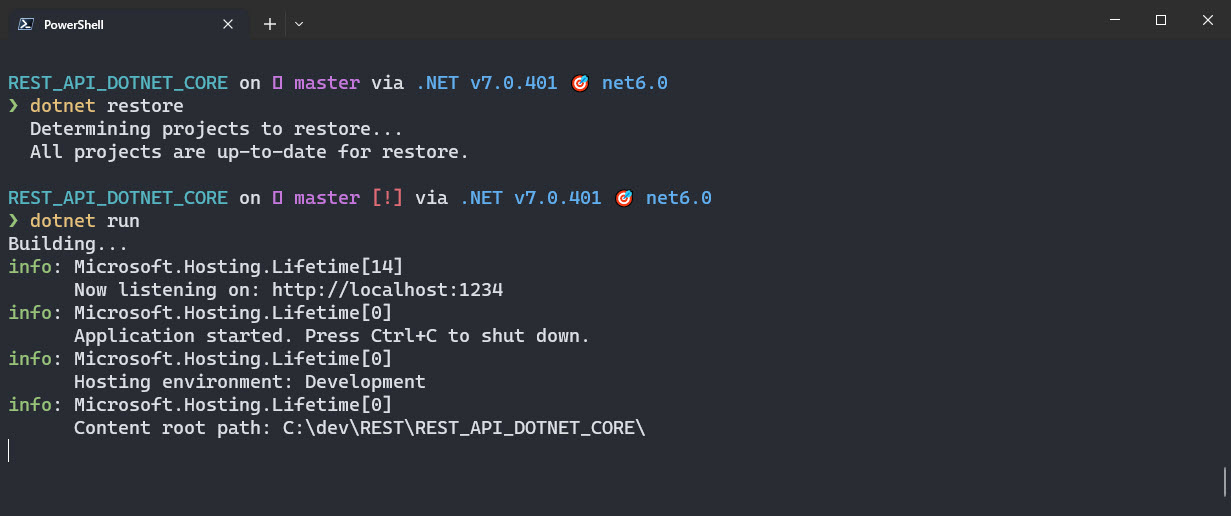 PowerShell
REST_API_DOTNET_CORE on master via .NET v7.0.401 🎯 net6.0
❯ dotnet restore
  Determining projects to restore...
  All projects are up-to-date for restore.
REST_API_DOTNET_CORE on master [!] via .NET v7.0.401 🎯 net6.0
❯ dotnet run
Building...
info: Microsoft.Hosting.Lifetime[14]
      Now listening on: http://localhost:1234
info: Microsoft.Hosting.Lifetime[0]
      Application started. Press Ctrl+C to shut down.
info: Microsoft.Hosting.Lifetime[0]
      Hosting environment: Development
info: Microsoft.Hosting.Lifetime[0]
      Content root path: C:\dev\REST\REST_API_DOTNET_CORE\